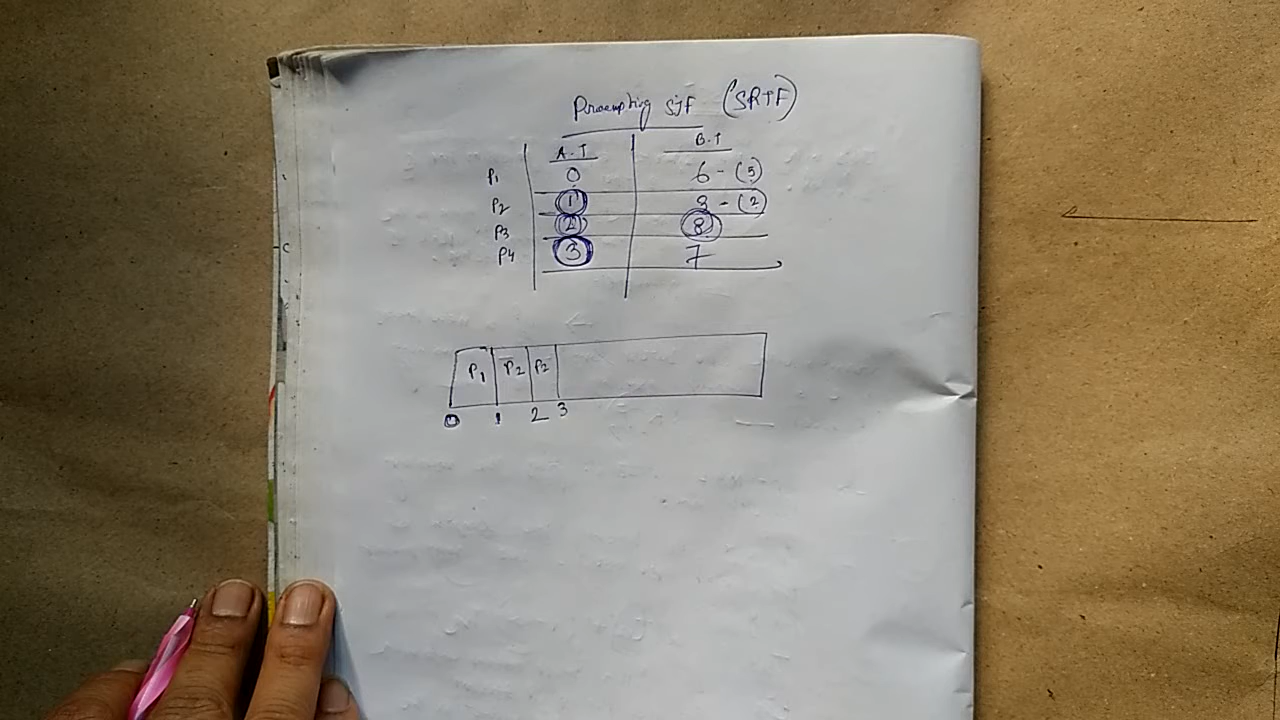 Preempting SJF (SRTF)
A.T B.T
P1 0 6 - (5)
P2 1 3 - (2)
P3 2 8
P4 3 7
P1 P2 P2
0 1 2 3